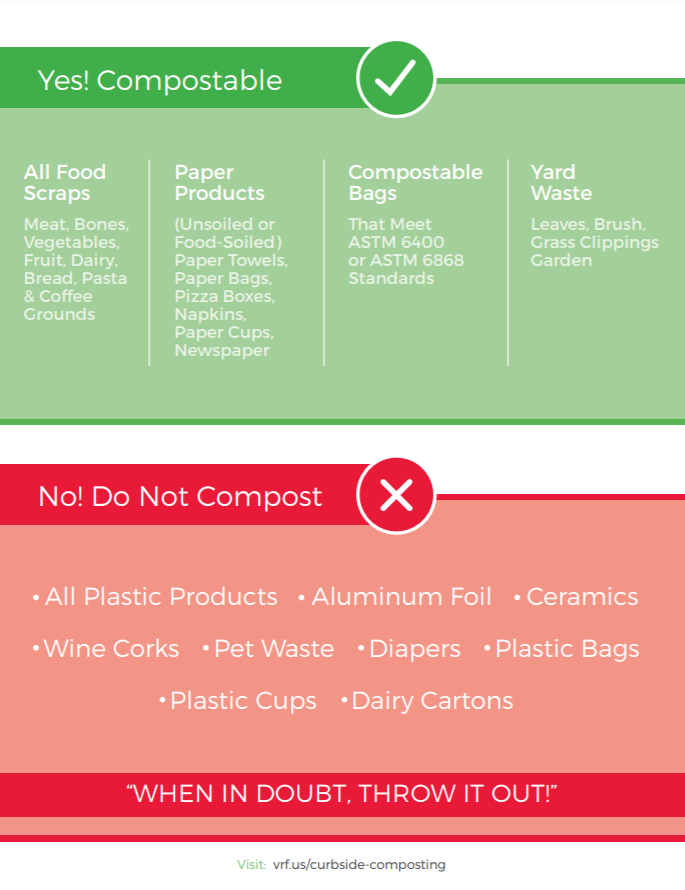 Yes! Compostable
All Food
Scraps
Meat, Bones,
Vegetables,
Fruit, Dairy,
Bread, Pasta
& Coffee
Grounds
Paper
Products
(Unsoiled or
Food-Soiled)
Paper Towels,
Paper Bags,
Pizza Boxes,
Napkins,
Paper Cups,
Newspaper
Compostable
Bags
That Meet
ASTM 6400
or ASTM 6868
Standards
Yard
Waste
Leaves, Brush,
Grass Clippings
Garden
No! Do Not Compost
• All Plastic Products • Aluminum Foil • Ceramics
• Wine Corks • Pet Waste • Diapers • Plastic Bags
• Plastic Cups • Dairy Cartons
“WHEN IN DOUBT, THROW IT OUT!”
Visit: vrf.us/curbside-composting